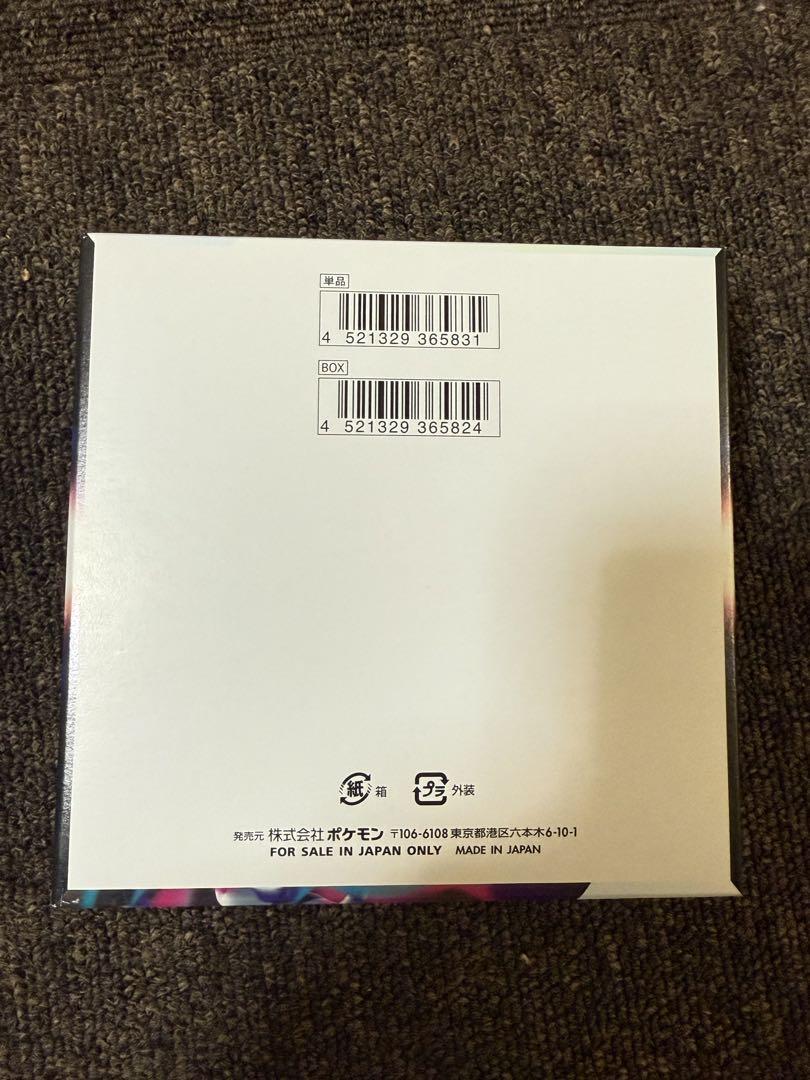 単品
4 521329 365831
BOX
4 521329 365824
紙 箱 プラ 外装
発売元 株式会社ポケモン 〒106-6108 東京都港区六本木6-10-1
FOR SALE IN JAPAN ONLY MADE IN JAPAN